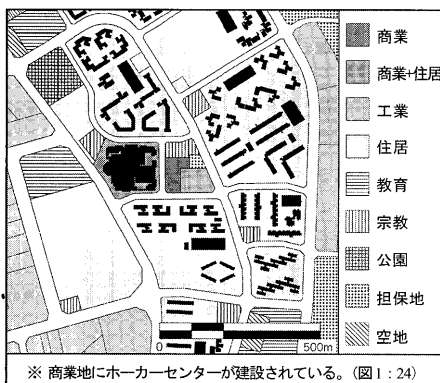 商業
商業+住居
工業
住居
教育
宗教
公園
担保地
空地
0 500m
※ 商業地にホーカーセンターが建設されている。(図1：24)